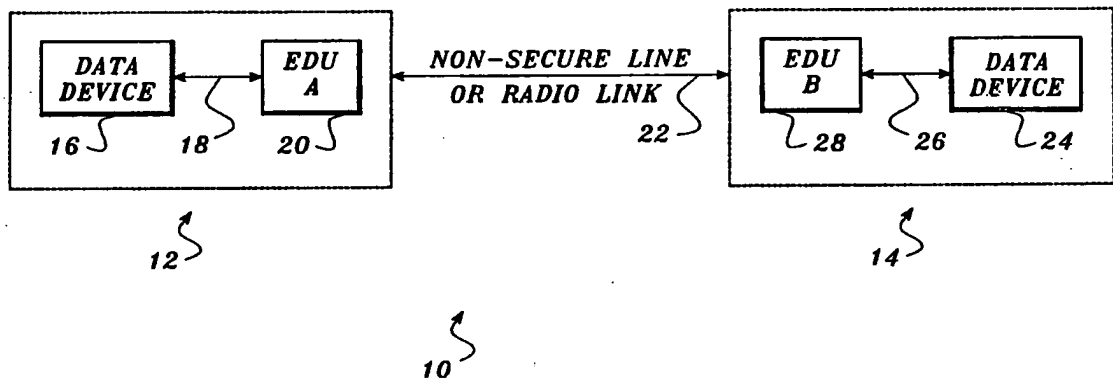 DATA DEVICE
EDU A
NON-SECURE LINE
OR RADIO LINK
EDU B
DATA DEVICE
16
18
20
22
28
26
24
12
14
10